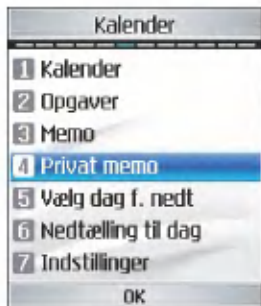 Kalender
1 Kalender
2 Opgaver
3 Memo
4 Privat memo
5 Vælg dag f. nedt
6 Nedtælling til dag
7 Indstillinger
OK